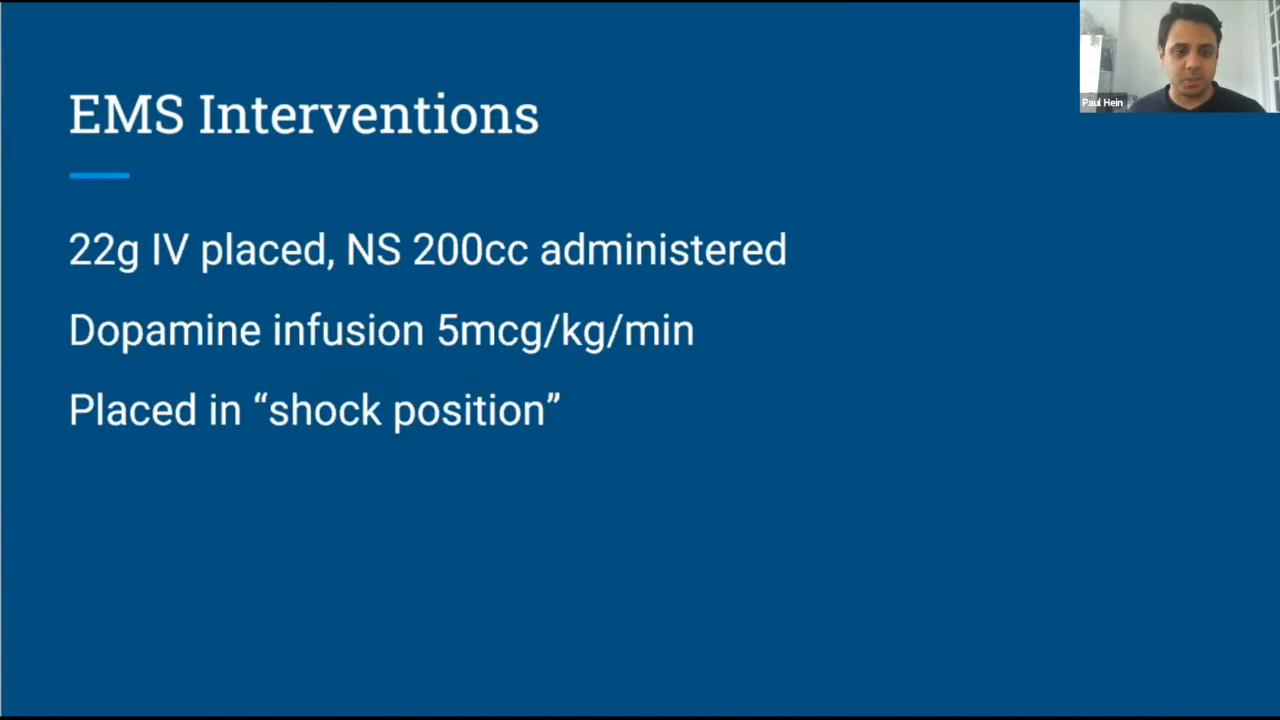 EMS Interventions
22g IV placed, NS 200cc administered
Dopamine infusion 5mcg/kg/min
Placed in “shock position”
Paul Hein